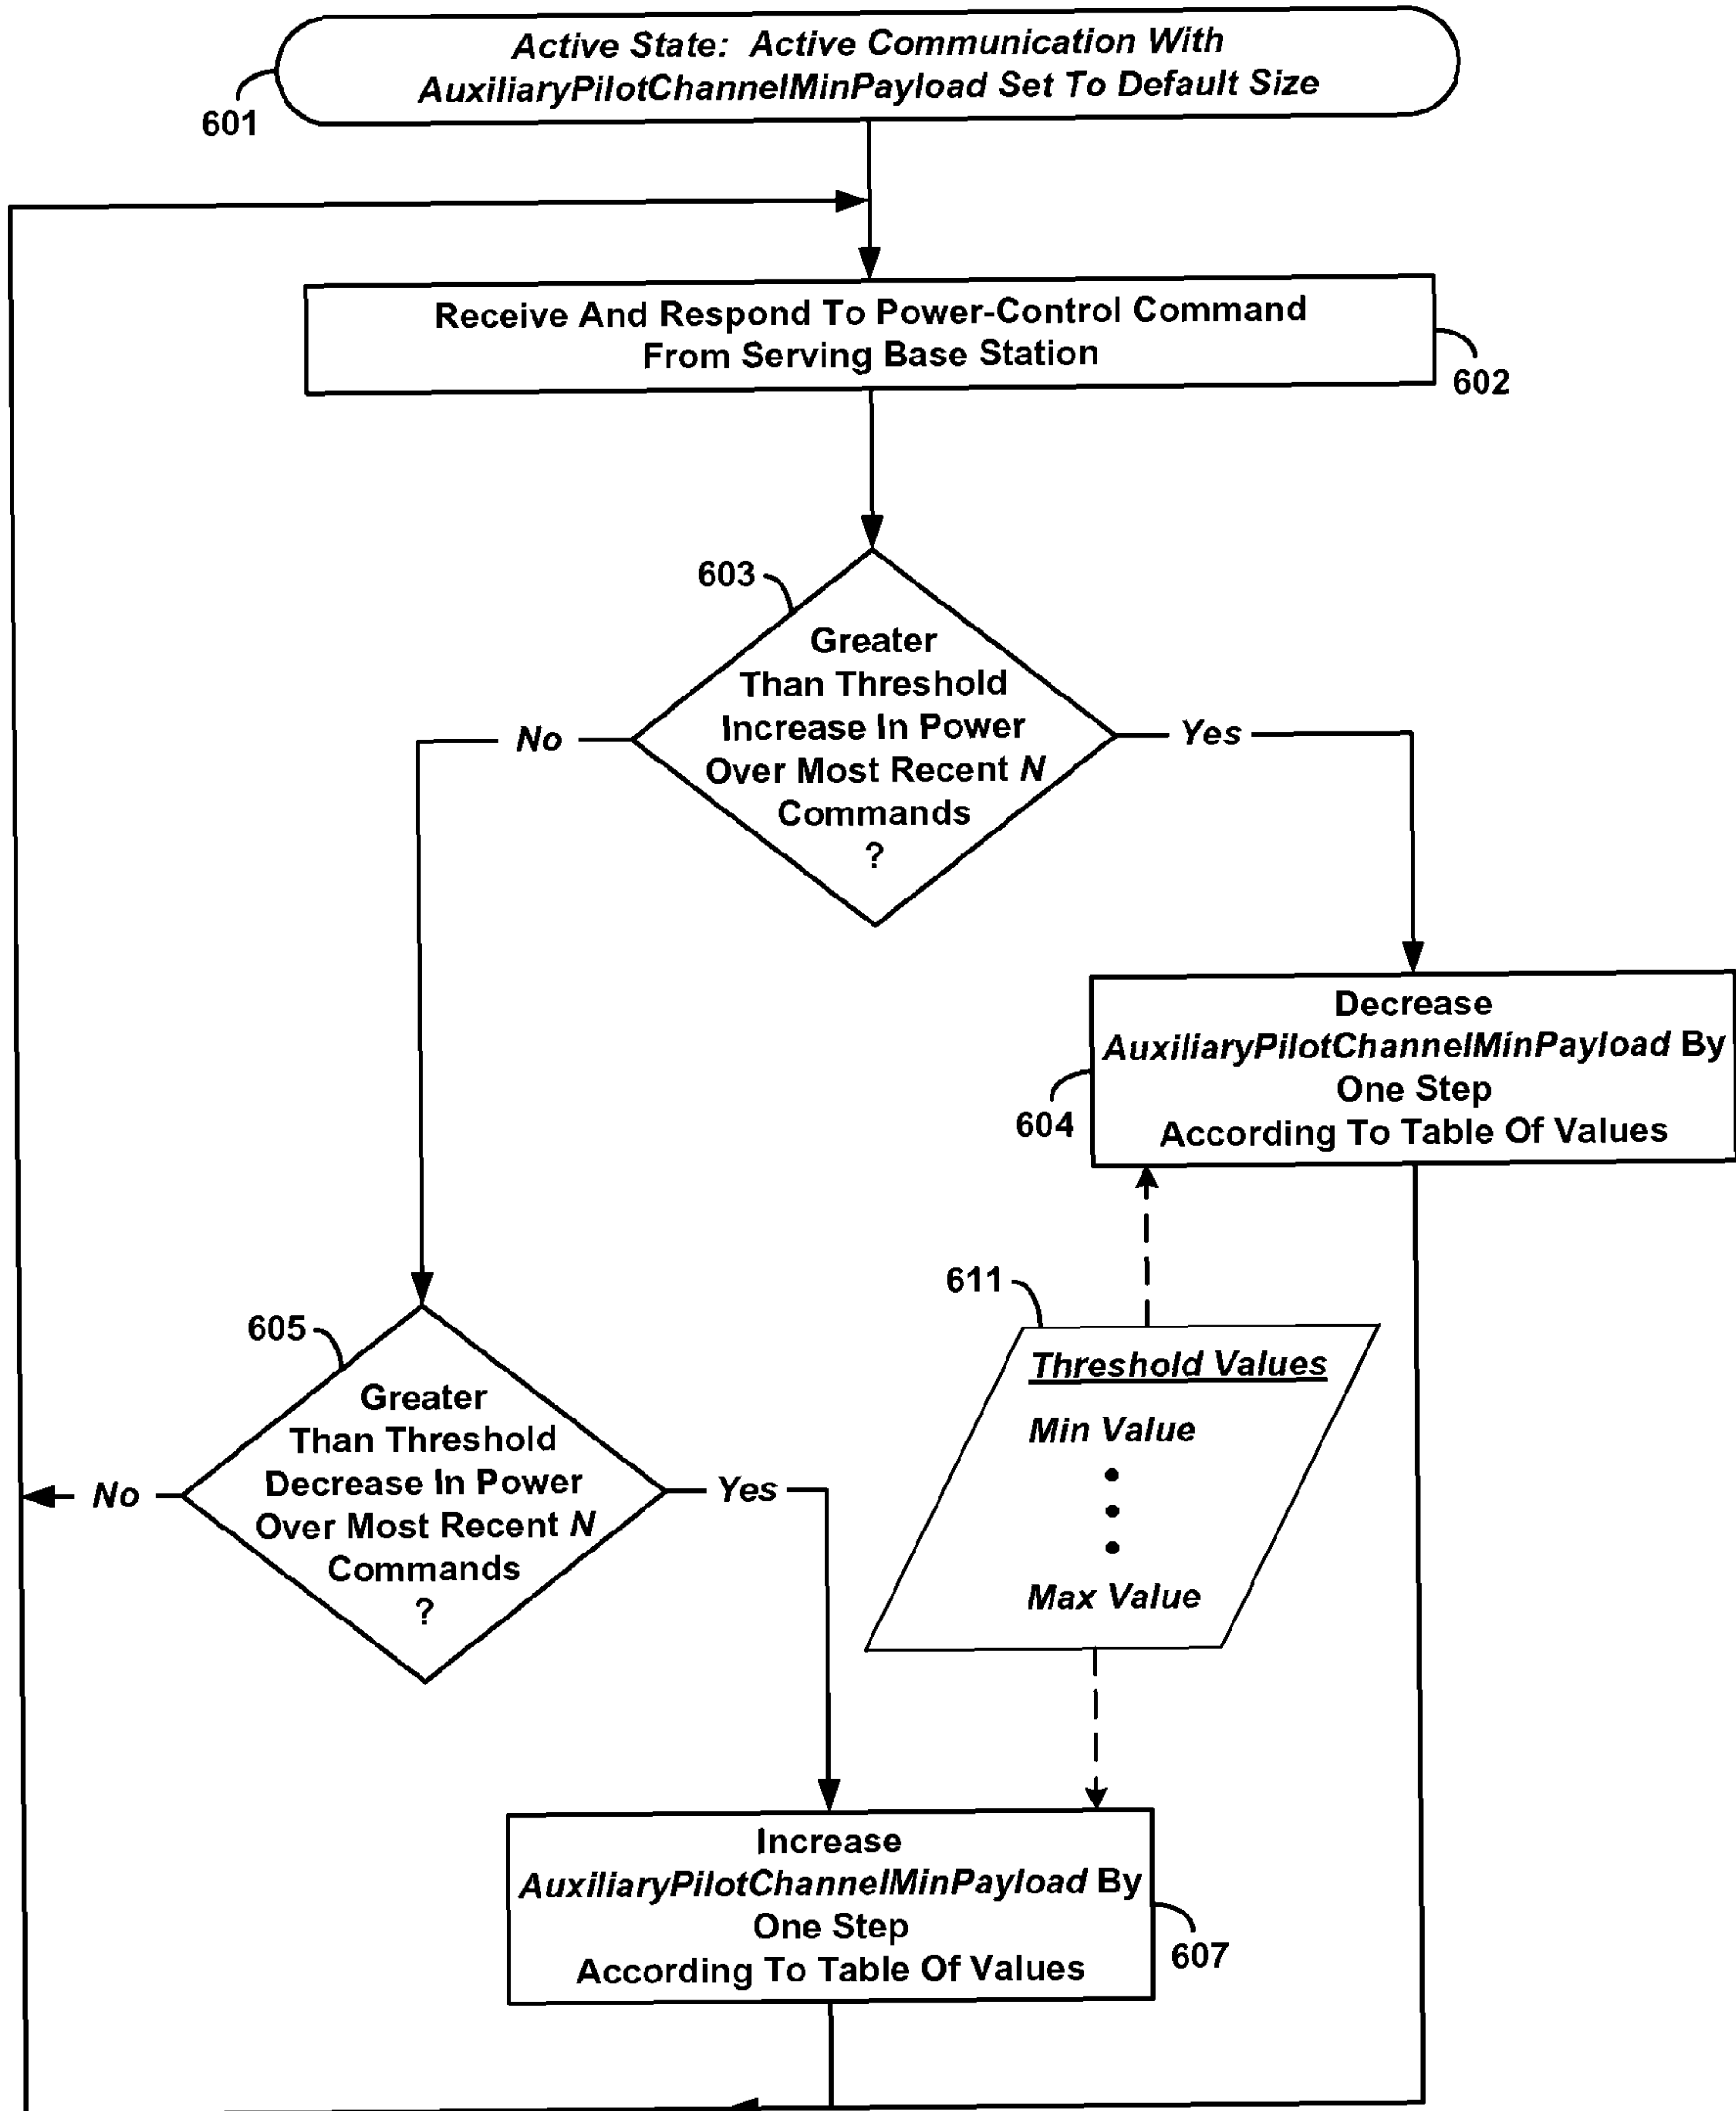 Active State: Active Communication With
AuxiliaryPilotChannelMinPayload Set To Default Size
601
Receive And Respond To Power-Control Command
From Serving Base Station
602
603
Greater
Than Threshold
Increase In Power
Over Most Recent N
Commands
?
No
Yes
Decrease
AuxiliaryPilotChannelMinPayload By
One Step
According To Table Of Values
604
611
Threshold Values
Min Value
Max Value
605
Greater
Than Threshold
Decrease In Power
Over Most Recent N
Commands
?
No
Yes
Increase
AuxiliaryPilotChannelMinPayload By
One Step
According To Table Of Values
607